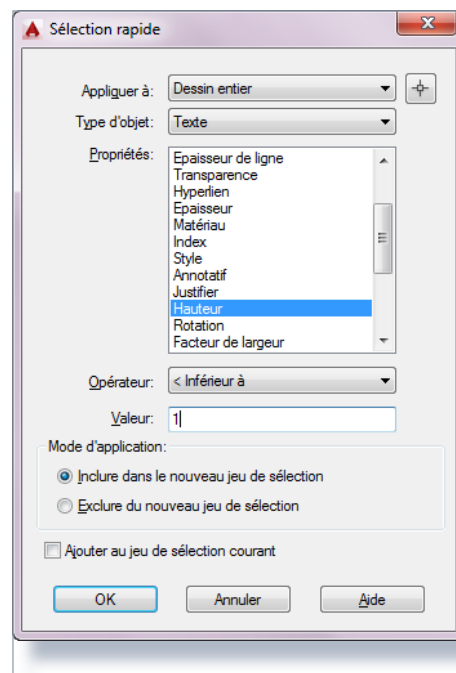 Sélection rapide
Appliquer à: Dessin entier
Type d'objet: Texte
Propriétés: Epaisseur de ligne
Transparence
Hyperlien
Epaisseur
Matériau
Index
Style
Annotatif
Justifier
Hauteur
Rotation
Facteur de largeur
Opérateur: < Inférieur à
Valeur: 1
Mode d'application:
Inclure dans le nouveau jeu de sélection
Exclure du nouveau jeu de sélection
Ajouter au jeu de sélection courant
OK Annuler Aide